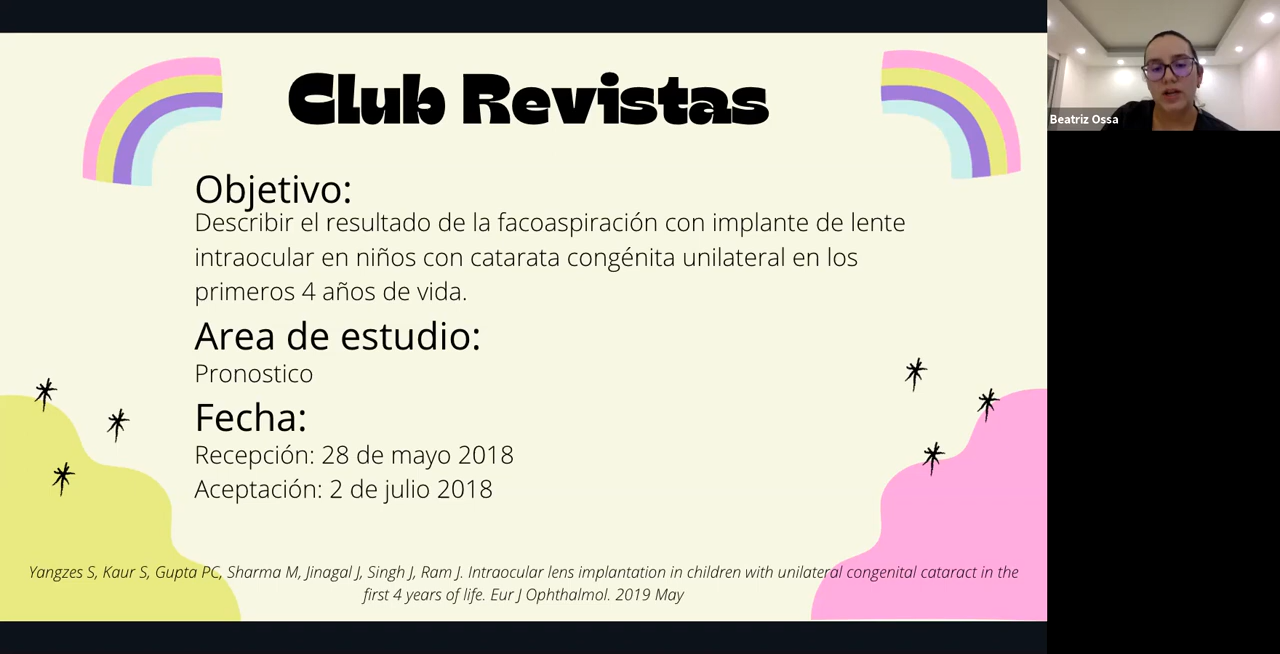 Club Revistas
Beatriz Ossa
Objetivo:
Describir el resultado de la facoaspiración con implante de lente
intraocular en niños con catarata congénita unilateral en los
primeros 4 años de vida.
Area de estudio:
Pronostico
Fecha:
Recepción: 28 de mayo 2018
Aceptación: 2 de julio 2018
Yangzes S, Kaur S, Gupta PC, Sharma M, Jinagal J, Singh J, Ram J. Intraocular lens implantation in children with unilateral congenital cataract in the
first 4 years of life. Eur J Ophthalmol. 2019 May